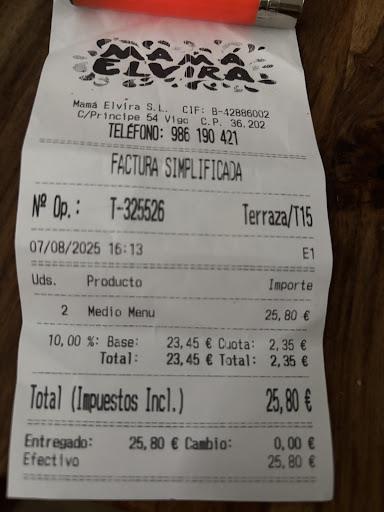 MAMÁ
ELVIRA
Mamá Elvira S.L. CIF: B-42886002
C/Príncipe 54 Vigo C.P. 36.202
TELÉFONO: 986 190 421
FACTURA SIMPLIFICADA
Nº Op.: T-325526 Terraza/T15
07/08/2025 16:13 E1
Uds. Producto Importe
2 Medio Menu 25,80 €
10,00 %: Base: 23,45 € Cuota: 2,35 €
Total: 23,45 € Total: 2,35 €
Total (Impuestos Incl.) 25,80 €
Entregado: 25,80 € Cambio: 0,00 €
Efectivo 25,80 €